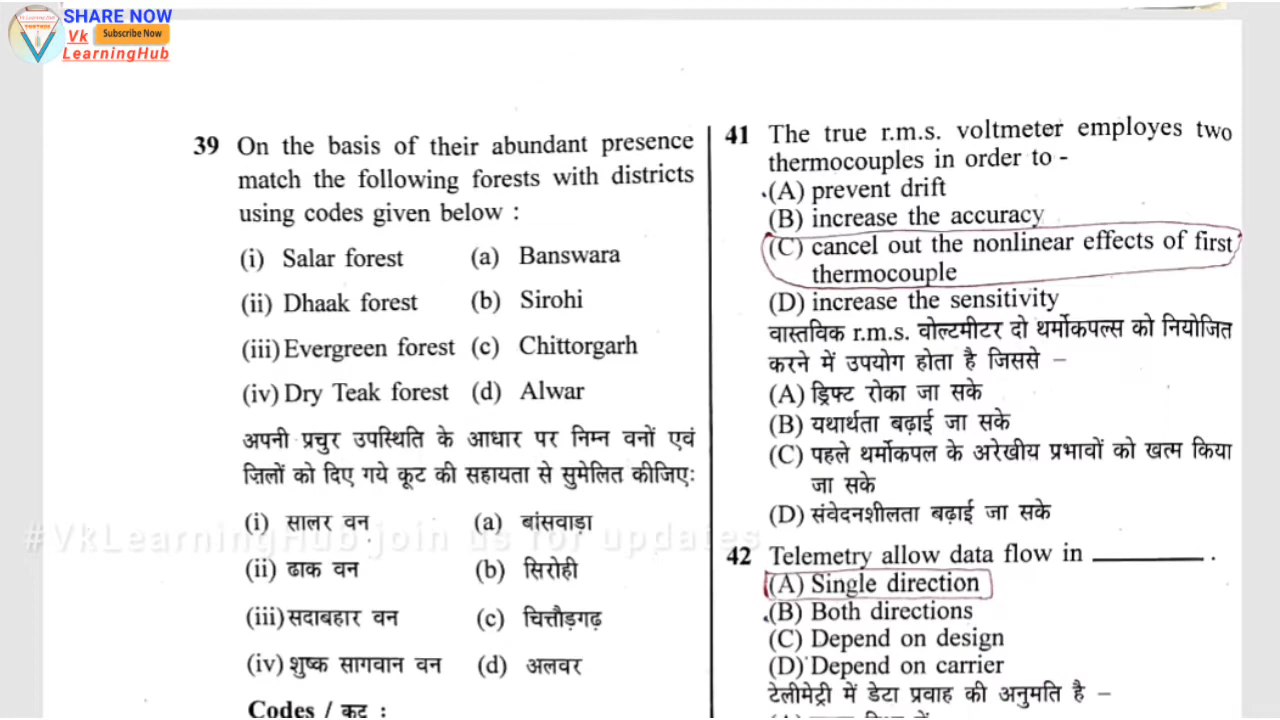 SHARE NOW
Vk
Subscribe Now
LearningHub
39 On the basis of their abundant presence
match the following forests with districts
using codes given below :
(i) Salar forest (a) Banswara
(ii) Dhaak forest (b) Sirohi
(iii) Evergreen forest (c) Chittorgarh
(iv) Dry Teak forest (d) Alwar
अपनी प्रचुर उपस्थिति के आधार पर निम्न वनों एवं
ज़िलों को दिए गये कूट की सहायता से सुमेलित कीजिए:
(i) सालर वन (a) बांसवाड़ा
(ii) ढाक वन (b) सिरोही
(iii) सदाबहार वन (c) चित्तौड़गढ़
(iv) शुष्क सागवान वन (d) अलवर
Codes / कूट :
#VkLearningHub join us for updates
41 The true r.m.s. voltmeter employes two
thermocouples in order to -
(A) prevent drift
(B) increase the accuracy
(C) cancel out the nonlinear effects of first
thermocouple
(D) increase the sensitivity
वास्तविक r.m.s. वोल्टमीटर दो थर्मोकपल्स को नियोजित
करने में उपयोग होता है जिससे –
(A) ड्रिफ्ट रोका जा सके
(B) यथार्थता बढ़ाई जा सके
(C) पहले थर्मोकपल के अरेखीय प्रभावों को खत्म किया
जा सके
(D) संवेदनशीलता बढ़ाई जा सके
42 Telemetry allow data flow in ________ .
(A) Single direction
(B) Both directions
(C) Depend on design
(D) Depend on carrier
टेलीमेट्री में डेटा प्रवाह की अनुमति है –